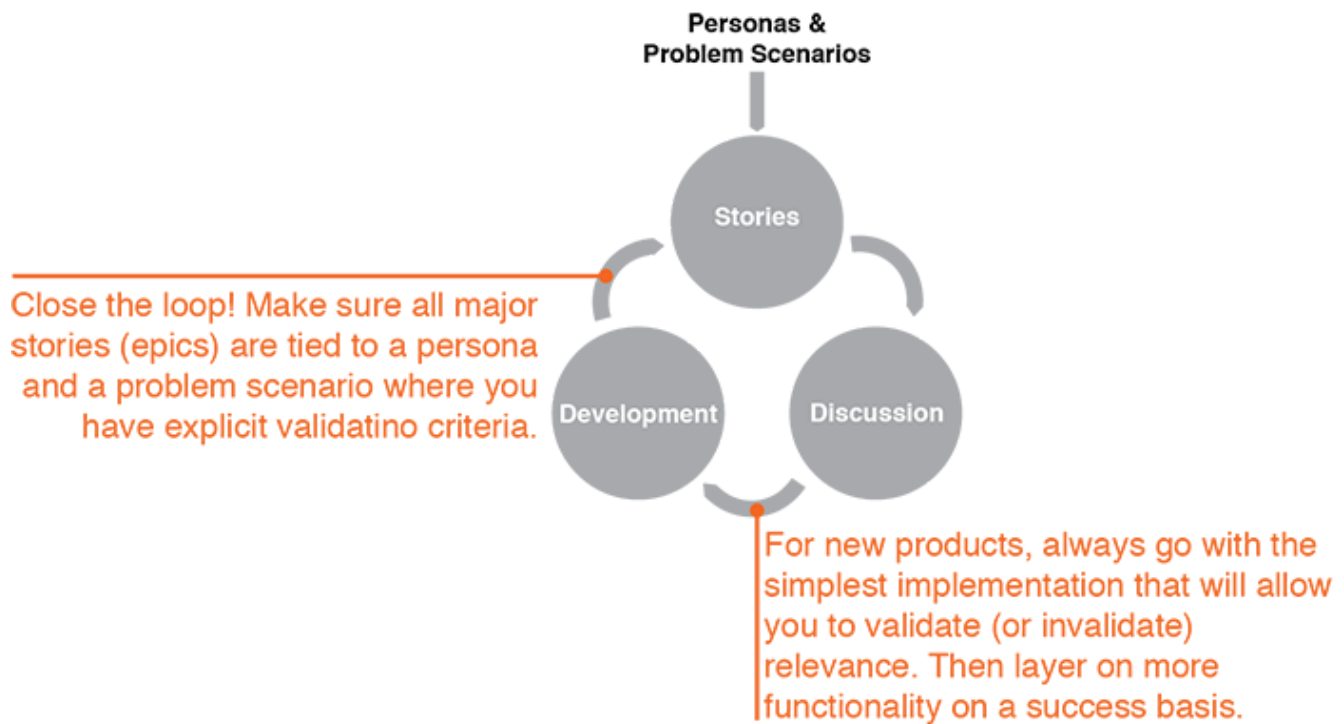 Personas &
Problem Scenarios
Stories
Close the loop! Make sure all major
stories (epics) are tied to a persona
and a problem scenario where you
have explicit validatino criteria.
Development
Discussion
For new products, always go with the
simplest implementation that will allow
you to validate (or invalidate)
relevance. Then layer on more
functionality on a success basis.